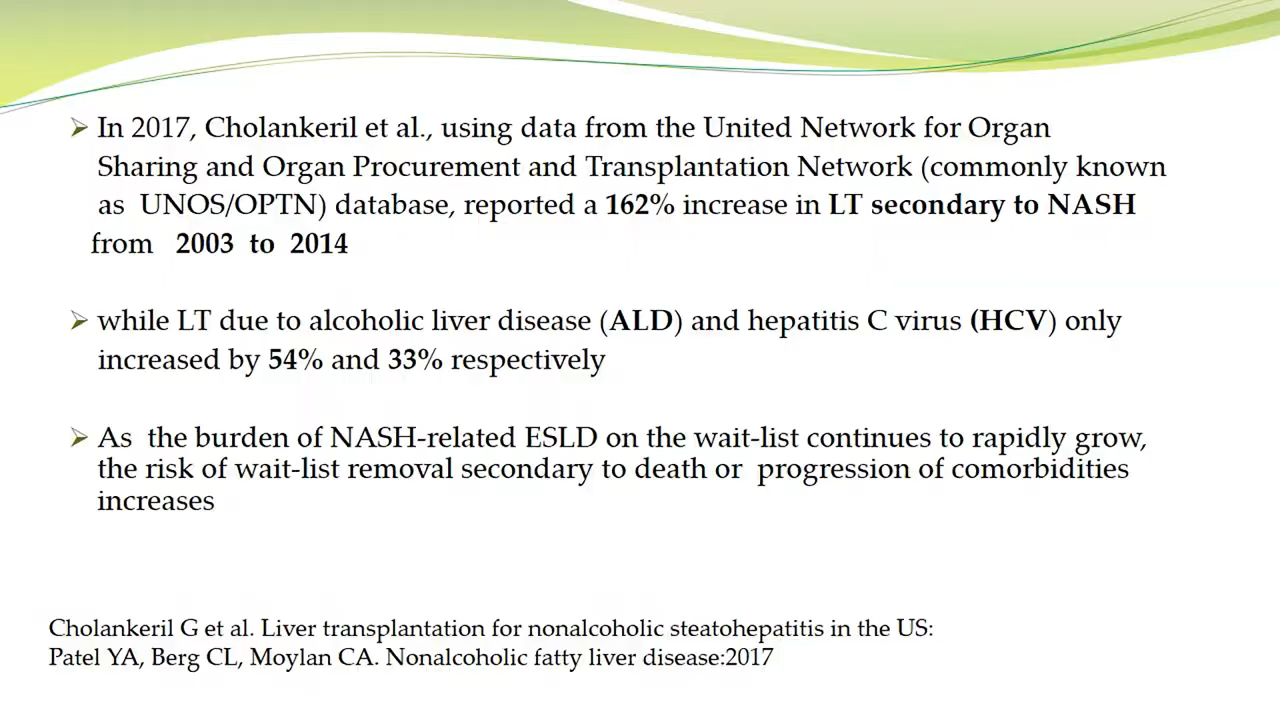 In 2017, Cholankeril et al., using data from the United Network for Organ
Sharing and Organ Procurement and Transplantation Network (commonly known
as UNOS/OPTN) database, reported a 162% increase in LT secondary to NASH
from 2003 to 2014
while LT due to alcoholic liver disease (ALD) and hepatitis C virus (HCV) only
increased by 54% and 33% respectively
As the burden of NASH-related ESLD on the wait-list continues to rapidly grow,
the risk of wait-list removal secondary to death or progression of comorbidities
increases
Cholankeril G et al. Liver transplantation for nonalcoholic steatohepatitis in the US:
Patel YA, Berg CL, Moylan CA. Nonalcoholic fatty liver disease:2017